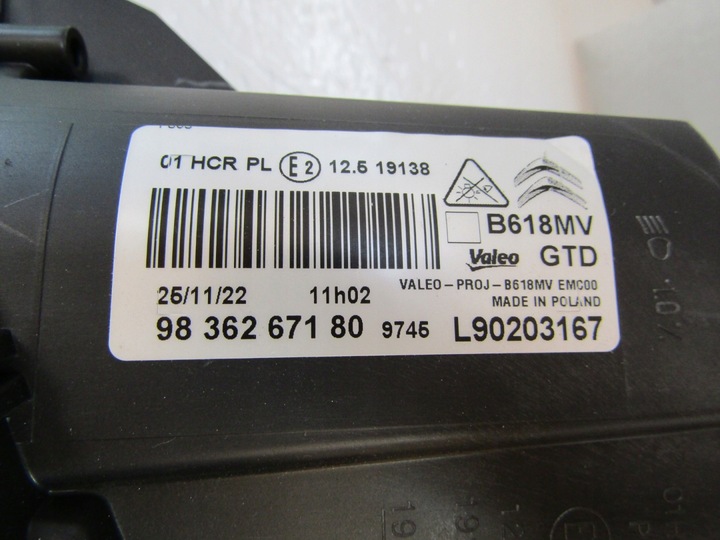 01 HCR PL E2 12.5 19138
B618MV
Valeo GTD
25/11/22 11h02 VALEO-PROJ-B618MV EMC00
MADE IN POLAND
98 362 671 80 9745 L90203167